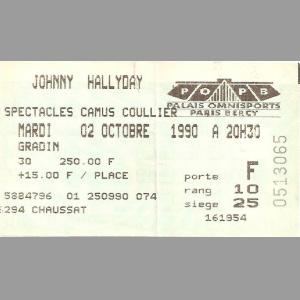 JOHNNY HALLYDAY
POPB
PALAIS OMNISPORTS
PARIS BERCY
SPECTACLES CAMUS COULLIER
MARDI 02 OCTOBRE 1990 A 20H30
GRADIN
30 250.00 F
+15.00 F / PLACE
porte F
rang 10
siege 25
5884796 01 250990 074
161954
6294 CHAUSSAT
0513065